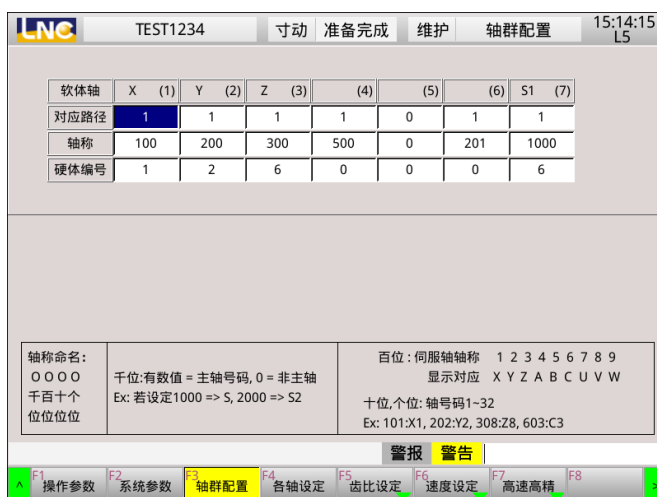 LNC TEST1234 寸动 准备完成 维护 轴群配置 15:14:15
L5
软体轴 X (1) Y (2) Z (3) (4) (5) (6) S1 (7)
对应路径 1 1 1 1 0 1 1
轴称 100 200 300 500 0 201 1000
硬体编号 1 2 6 0 0 0 6
轴称命名:
O O O O
千百十个
位位位位
千位:有数值 = 主轴号码, 0 = 非主轴
Ex: 若设定1000 => S, 2000 => S2
百位 : 伺服轴轴称 1 2 3 4 5 6 7 8 9
显示对应 X Y Z A B C U V W
十位,个位: 轴号码1~32
Ex: 101:X1, 202:Y2, 308:Z8, 603:C3
警报 警告
^ F1 操作参数 F2 系统参数 F3 轴群配置 F4 各轴设定 F5 齿比设定 F6 速度设定 F7 高速高精 F8 >